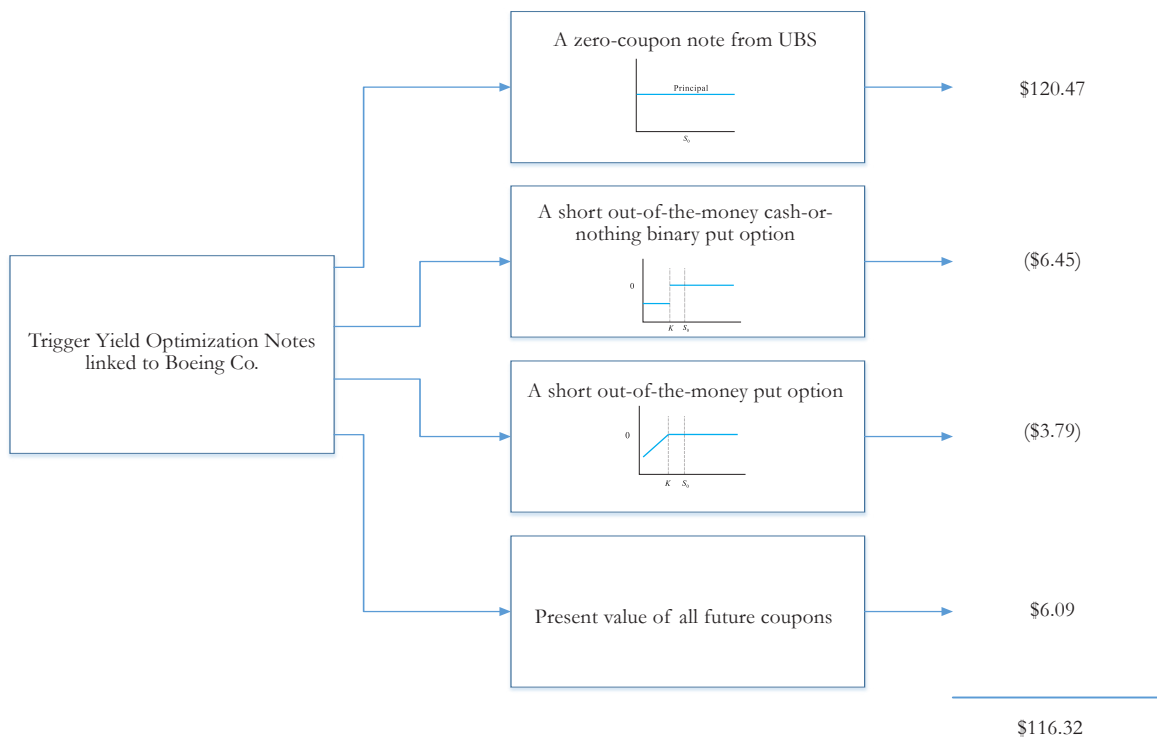 A zero-coupon note from UBS
Principal
S0
$120.47
A short out-of-the-money cash-or-
nothing binary put option
0
K
S0
($6.45)
Trigger Yield Optimization Notes
linked to Boeing Co.
A short out-of-the-money put option
0
K
S0
($3.79)
Present value of all future coupons
$6.09
$116.32